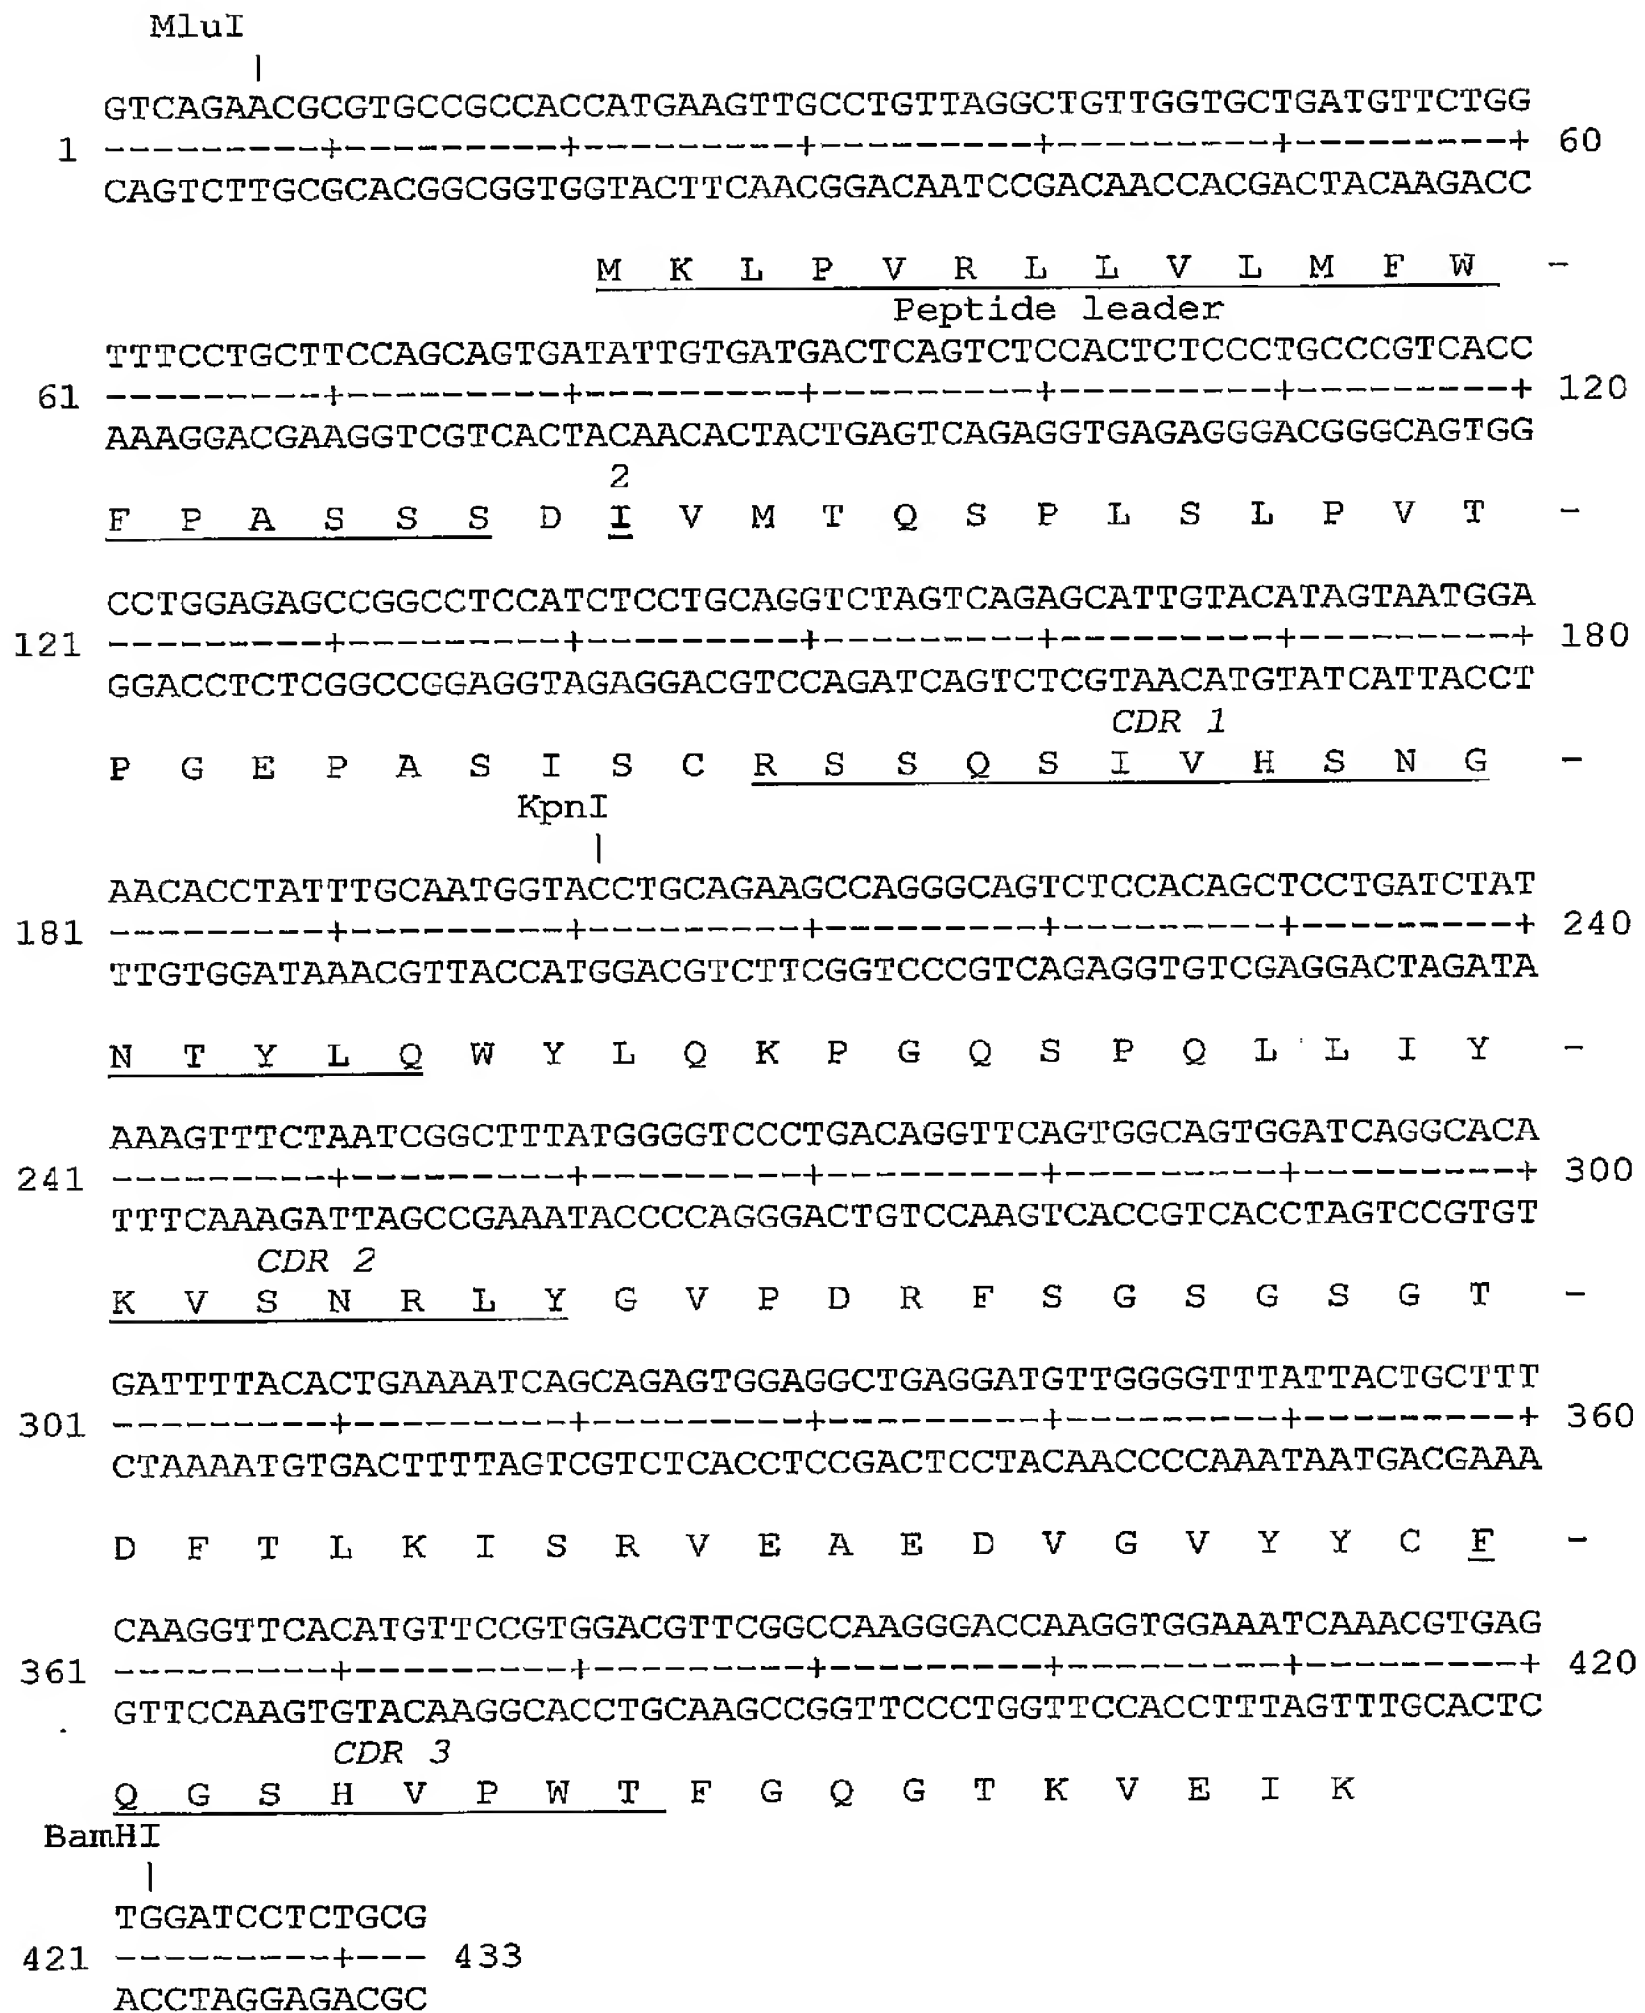 MluI
|
GTCAGAACGCGTGCCGCCACCATGAAGTTGCCTGTTAGGCTGTTGGTGCTGATGTTCTGG
1 ---------+---------+---------+---------+---------+---------+ 60
CAGTCTTGCGCACGGCGGTGGTACTTCAACGGACAATCCGACAACCACGACTACAAGACC
M K L P V R L L V L M F W -
Peptide leader
TTTCCTGCTTCCAGCAGTGATATTGTGATGACTCAGTCTCCACTCTCCCTGCCCGTCACC
61 ---------+---------+---------+---------+---------+---------+ 120
AAAGGACGAAGGTCGTCACTACAACACTACTGAGTCAGAGGTGAGAGGGACGGGCAGTGG
2
F P A S S S D I V M T Q S P L S L P V T -
CCTGGAGAGCCGGCCTCCATCTCCTGCAGGTCTAGTCAGAGCATTGTACATAGTAATGGA
121 ---------+---------+---------+---------+---------+---------+ 180
GGACCTCTCGGCCGGAGGTAGAGGACGTCCAGATCAGTCTCGTAACATGTATCATTACCT
CDR 1
P G E P A S I S C R S S Q S I V H S N G -
KpnI
|
AACACCTATTTGCAATGGTACCTGCAGAAGCCAGGGCAGTCTCCACAGCTCCTGATCTAT
181 ---------+---------+---------+---------+---------+---------+ 240
TTGTGGATAAACGTTACCATGGACGTCTTCGGTCCCGTCAGAGGTGTCGAGGACTAGATA
N T Y L Q W Y L Q K P G Q S P Q L L I Y -
AAAGTTTCTAATCGGCTTTATGGGGTCCCTGACAGGTTCAGTGGCAGTGGATCAGGCACA
241 ---------+---------+---------+---------+---------+---------+ 300
TTTCAAAGATTAGCCGAAATACCCCAGGGACTGTCCAAGTCACCGTCACCTAGTCCGTGT
CDR 2
K V S N R L Y G V P D R F S G S G S G T -
GATTTTACACTGAAAATCAGCAGAGTGGAGGCTGAGGATGTTGGGGTTTATTACTGCTTT
301 ---------+---------+---------+---------+---------+---------+ 360
CTAAAATGTGACTTTTAGTCGTCTCACCTCCGACTCCTACAACCCCAAATAATGACGAAA
D F T L K I S R V E A E D V G V Y Y C F -
CAAGGTTCACATGTTCCGTGGACGTTCGGCCAAGGGACCAAGGTGGAAATCAAACGTGAG
361 ---------+---------+---------+---------+---------+---------+ 420
GTTCCAAGTGTACAAGGCACCTGCAAGCCGGTTCCCTGGTTCCACCTTTAGTTTGCACTC
CDR 3
Q G S H V P W T F G Q G T K V E I K
BamHI
|
TGGATCCTCTGCG
421 ---------+--- 433
ACCTAGGAGACGC